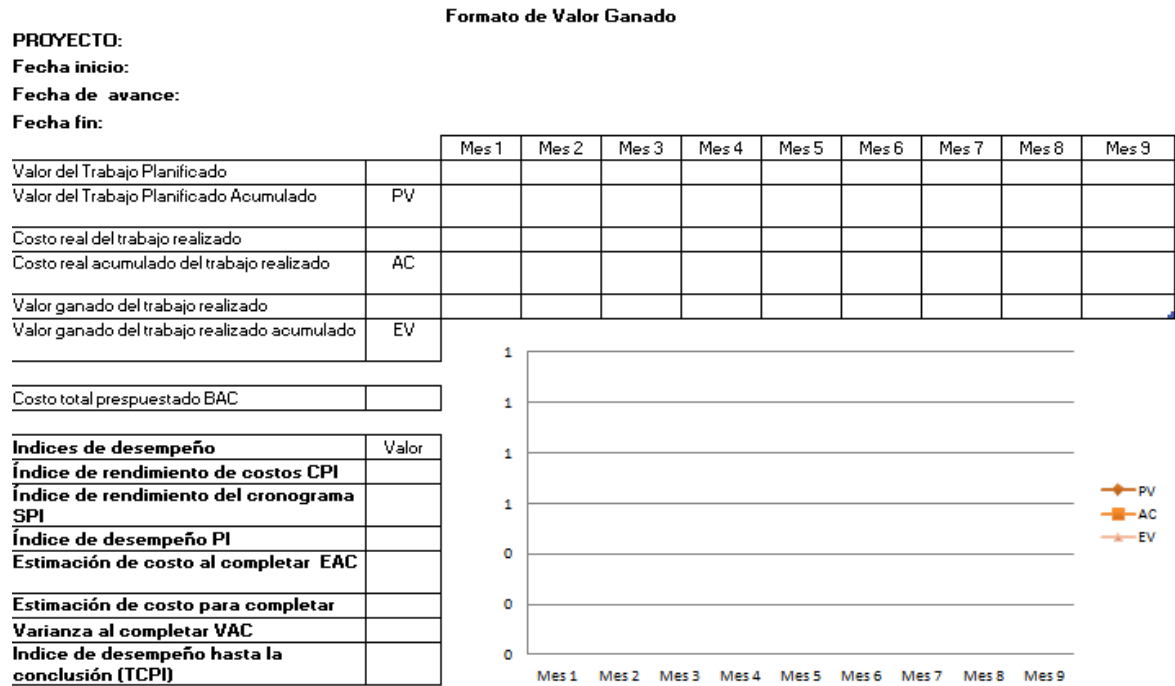 Formato de Valor Ganado
PROYECTO:
Fecha inicio:
Fecha de avance:
Fecha fin:
Mes 1 Mes 2 Mes 3 Mes 4 Mes 5 Mes 6 Mes 7 Mes 8 Mes 9
Valor del Trabajo Planificado
Valor del Trabajo Planificado Acumulado PV
Costo real del trabajo realizado
Costo real acumulado del trabajo realizado AC
Valor ganado del trabajo realizado
Valor ganado del trabajo realizado acumulado EV
Costo total prespuestado BAC
Indices de desempeño Valor
Índice de rendimiento de costos CPI
Índice de rendimiento del cronograma
SPI
Índice de desempeño PI
Estimación de costo al completar EAC
Estimación de costo para completar
Varianza al completar VAC
Indice de desempeño hasta la
conclusión (TCPI)
1
1
1
1
0
0
0
Mes 1 Mes 2 Mes 3 Mes 4 Mes 5 Mes 6 Mes 7 Mes 8 Mes 9
PV
AC
EV